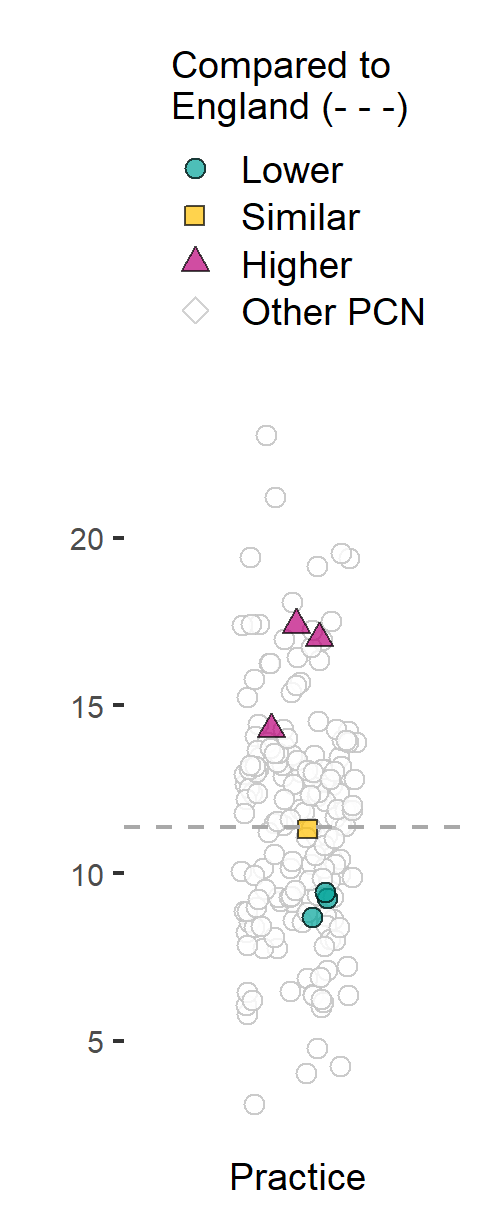 Compared to
England (- - -)
Lower
Similar
Higher
Other PCN
20
15
10
5
Practice